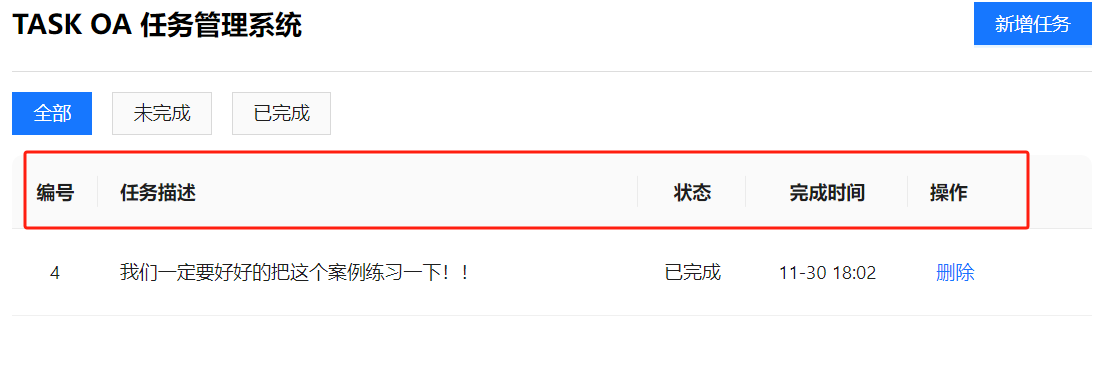 TASK OA 任务管理系统 新增任务
全部 未完成 已完成
编号 任务描述 状态 完成时间 操作
4 我们一定要好好的把这个案例练习一下！！ 已完成 11-30 18:02 删除